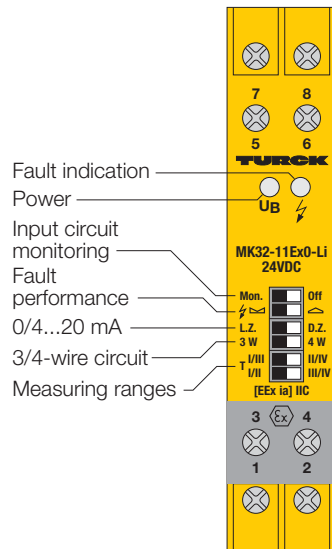 7 8
5 6
TURCK
Fault indication
Power
UB
Input circuit
monitoring
MK32-11Ex0-Li
24VDC
Fault
performance
Mon. Off
0/4...20 mA
L.Z. D.Z.
3/4-wire circuit
3 W 4 W
Measuring ranges
T I/III II/IV
I/II III/IV
[EEx ia] IIC
3 Ex 4
1 2